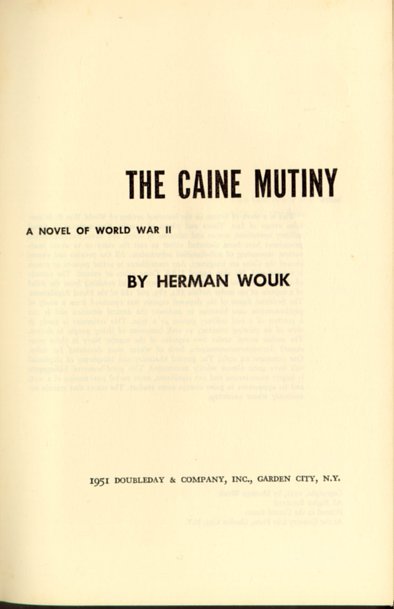 THE CAINE MUTINY
A NOVEL OF WORLD WAR II
BY HERMAN WOUK
1951 DOUBLEDAY & COMPANY, INC., GARDEN CITY, N.Y.